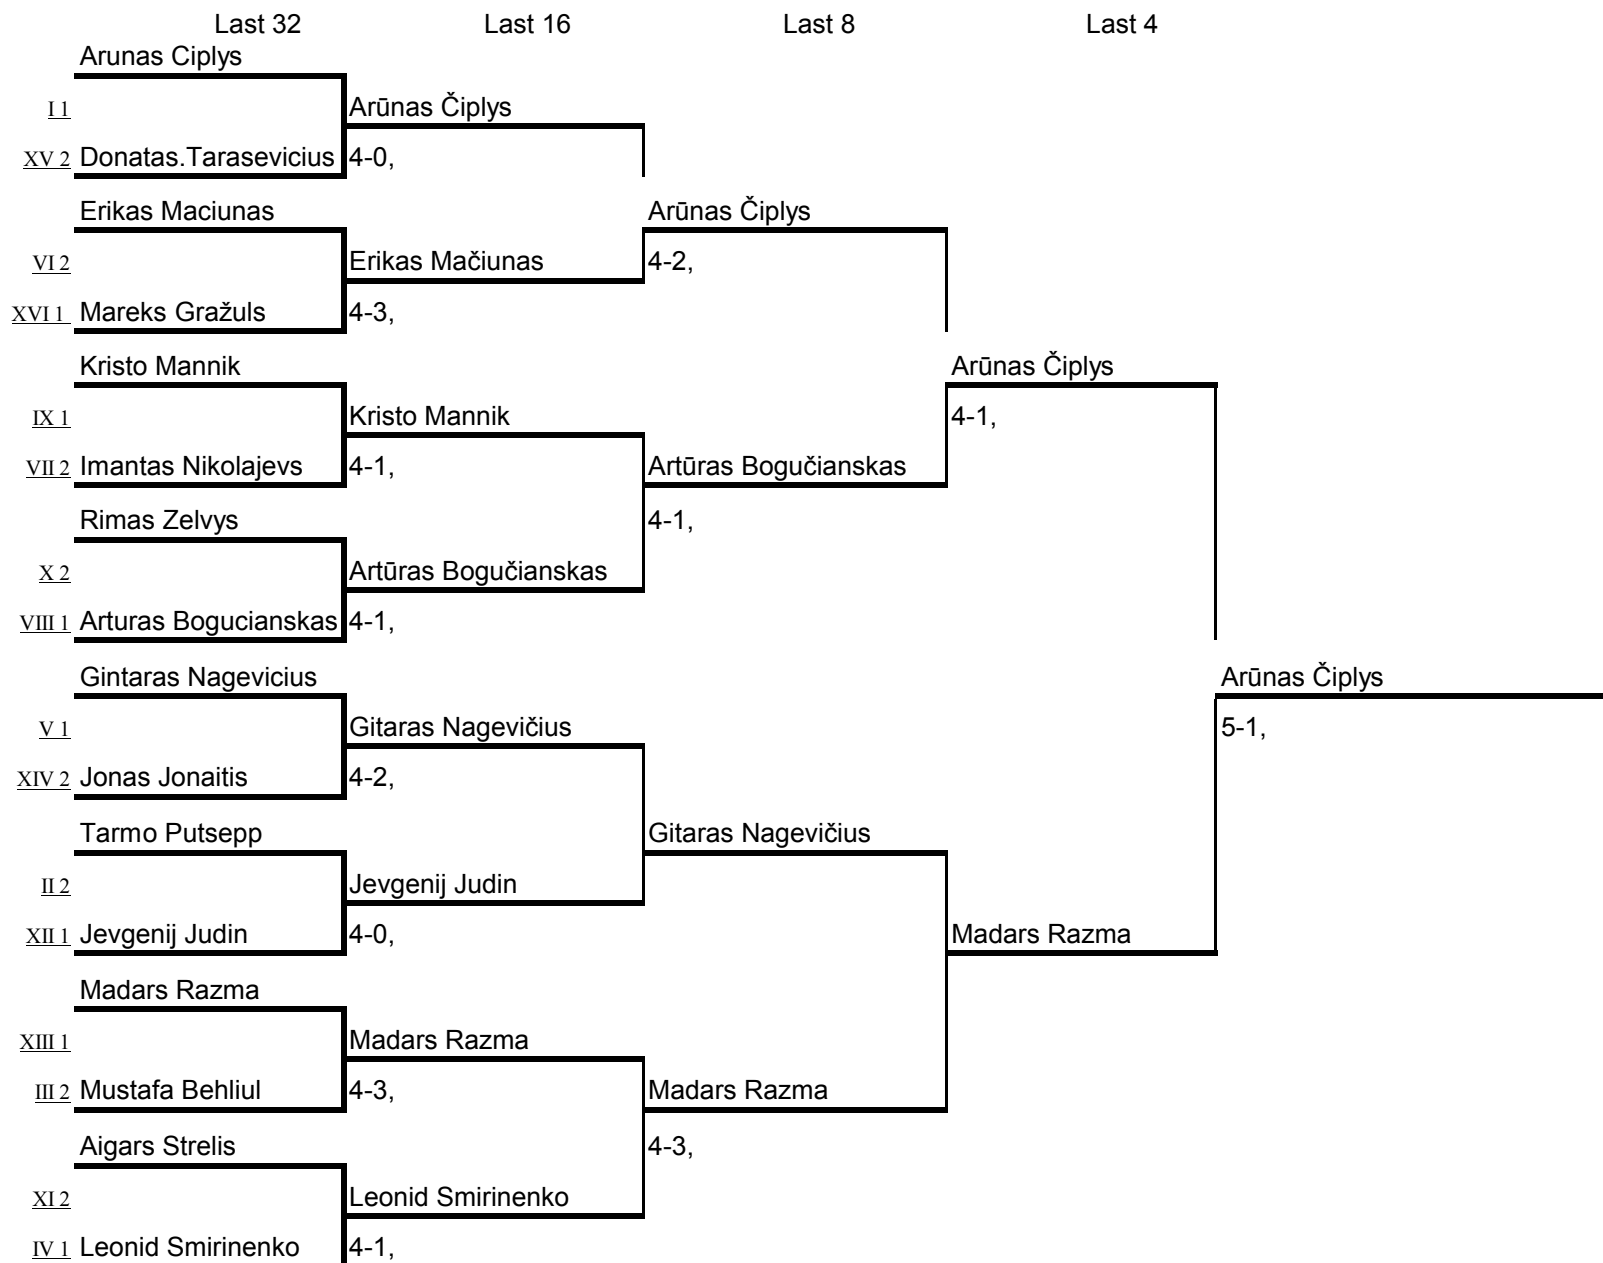 Last 32 Last 16 Last 8 Last 4
Arunas Ciplys
I 1 Arūnas Čiplys
XV 2 Donatas.Tarasevicius 4-0,
Erikas Maciunas Arūnas Čiplys
VI 2 Erikas Mačiunas 4-2,
XVI 1 Mareks Gražuls 4-3,
Kristo Mannik Arūnas Čiplys
IX 1 Kristo Mannik 4-1,
VII 2 Imantas Nikolajevs 4-1, Artūras Bogučianskas
Rimas Zelvys 4-1,
X 2 Artūras Bogučianskas
VIII 1 Arturas Bogucianskas 4-1,
Gintaras Nagevicius Arūnas Čiplys
V 1 Gitaras Nagevičius 5-1,
XIV 2 Jonas Jonaitis 4-2,
Tarmo Putsepp Gitaras Nagevičius
II 2 Jevgenij Judin
XII 1 Jevgenij Judin 4-0, Madars Razma
Madars Razma
XIII 1 Madars Razma
III 2 Mustafa Behliul 4-3, Madars Razma
Aigars Strelis 4-3,
XI 2 Leonid Smirinenko
IV 1 Leonid Smirinenko 4-1,